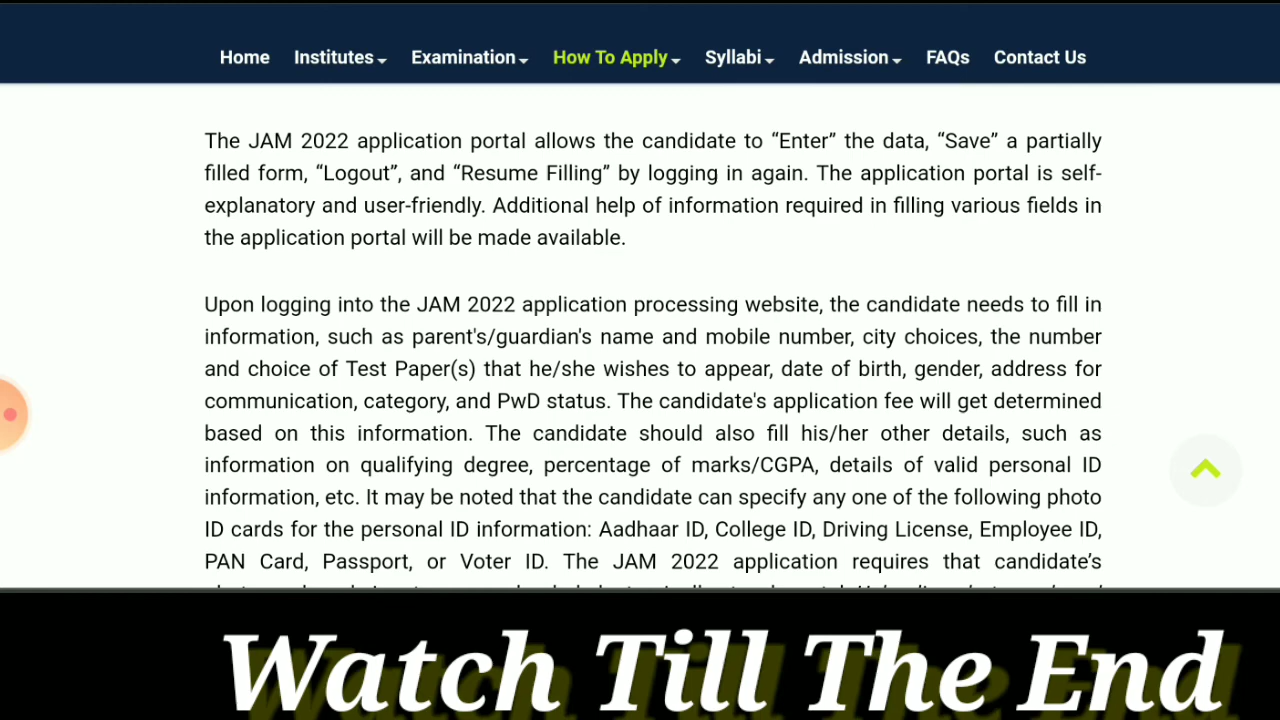 Home Institutes Examination How To Apply Syllabi Admission FAQs Contact Us
The JAM 2022 application portal allows the candidate to “Enter” the data, “Save” a partially
filled form, “Logout”, and “Resume Filling” by logging in again. The application portal is self-
explanatory and user-friendly. Additional help of information required in filling various fields in
the application portal will be made available.
Upon logging into the JAM 2022 application processing website, the candidate needs to fill in
information, such as parent's/guardian's name and mobile number, city choices, the number
and choice of Test Paper(s) that he/she wishes to appear, date of birth, gender, address for
communication, category, and PwD status. The candidate's application fee will get determined
based on this information. The candidate should also fill his/her other details, such as
information on qualifying degree, percentage of marks/CGPA, details of valid personal ID
information, etc. It may be noted that the candidate can specify any one of the following photo
ID cards for the personal ID information: Aadhaar ID, College ID, Driving License, Employee ID,
PAN Card, Passport, or Voter ID. The JAM 2022 application requires that candidate’s
Watch Till The End